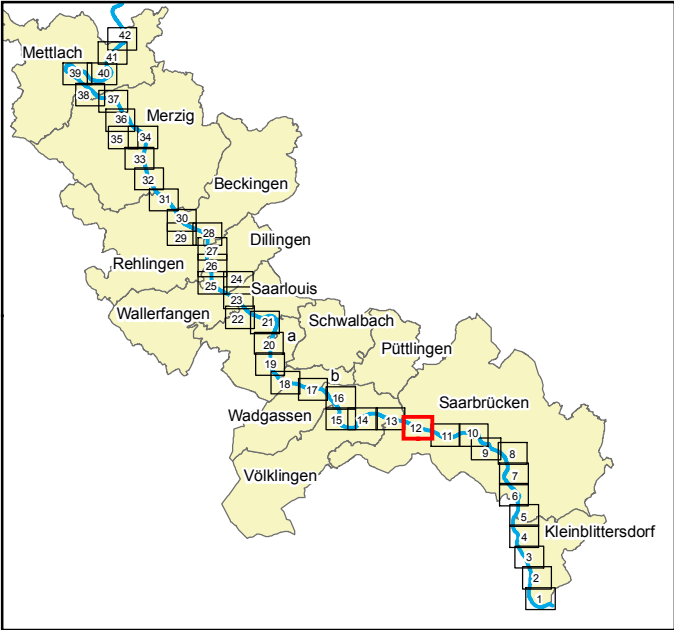 42
Mettlach
41
39
40
38
37
36
Merzig
35
34
33
32
31
Beckingen
30
29
28
Dillingen
27
26
Rehlingen
25
24
Saarlouis
23
Wallerfangen
22
21
Schwalbach
a
20
Püttlingen
19
b
18
17
16
Saarbrücken
Wadgassen
15
14
13
12
11
10
9
8
Völklingen
7
6
5
4
Kleinblittersdorf
3
2
1